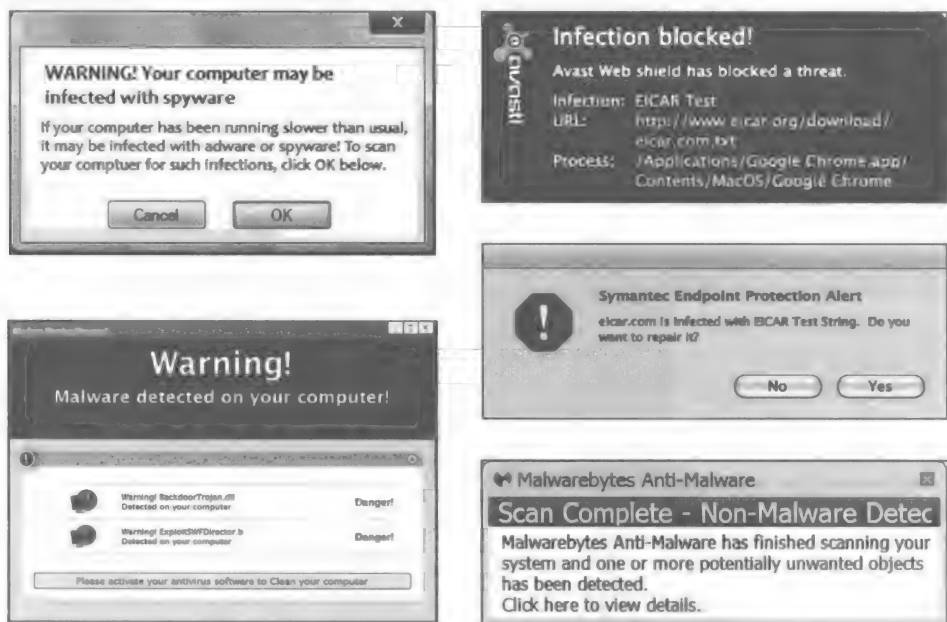 x
WARNING! Your computer may be
infected with spyware
If your computer has been running slower than usual,
it may be infected with adware or spyware! To scan
your comptuer for such infections, click OK below.
Cancel
OK
Warning!
Malware detected on your computer!
Warning! BackdoorTrojan.dll
Detected on your computer
Danger!
Warning! ExploitSWFDirector.b
Detected on your computer
Danger!
Please activate your antivirus software to Clean your computer
avast!
Infection blocked!
Avast Web shield has blocked a threat.
Infection: EICAR Test
URL: http://www.eicar.org/download/
eicar.com.txt
Process: /Applications/Google Chrome.app/
Contents/MacOS/Google Chrome
Symantec Endpoint Protection Alert
eicar.com is infected with EICAR Test String. Do you
want to repair it?
No
Yes
Malwarebytes Anti-Malware
Scan Complete - Non-Malware Detec
Malwarebytes Anti-Malware has finished scanning your
system and one or more potentially unwanted objects
has been detected.
Click here to view details.